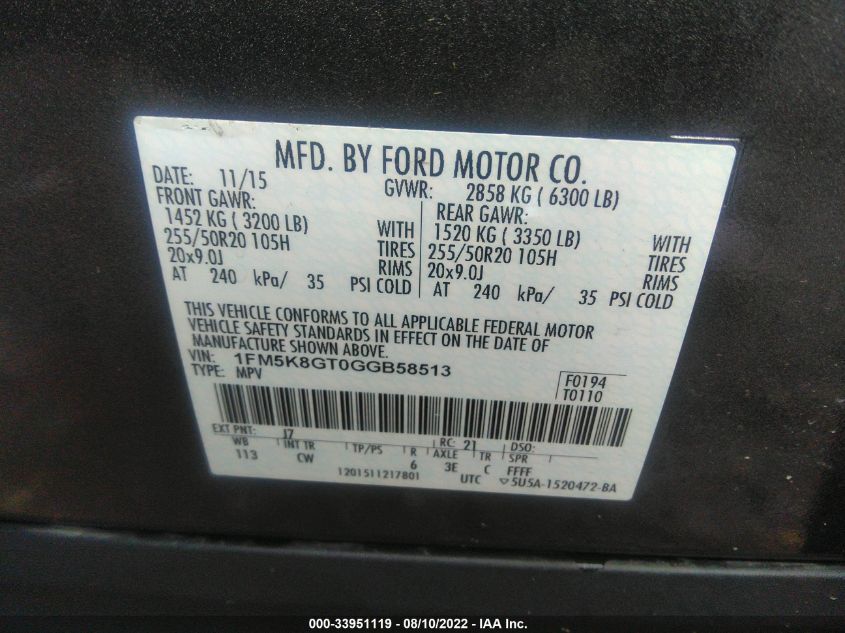 MFD. BY FORD MOTOR CO.
DATE: 11/15 GVWR: 2858 KG ( 6300 LB)
FRONT GAWR: REAR GAWR:
1452 KG ( 3200 LB) WITH 1520 KG ( 3350 LB) WITH
255/50R20 105H TIRES 255/50R20 105H TIRES
20x9.0J RIMS 20x9.0J RIMS
AT 240 kPa/ 35 PSI COLD AT 240 kPa/ 35 PSI COLD
THIS VEHICLE CONFORMS TO ALL APPLICABLE FEDERAL MOTOR
VEHICLE SAFETY STANDARDS IN EFFECT ON THE DATE OF
MANUFACTURE SHOWN ABOVE.
VIN: 1FM5K8GT0GGB58513
TYPE: MPV
F0194
T0110
EXT PNT: J7 RC: 21 DSO:
WB INT TR TP/PS R AXLE TR SPR
113 CW 6 3E C FFFF
1201511217801 UTC ▽5U5A-1520472-BA
000-33951119 - 08/10/2022 - IAA Inc.